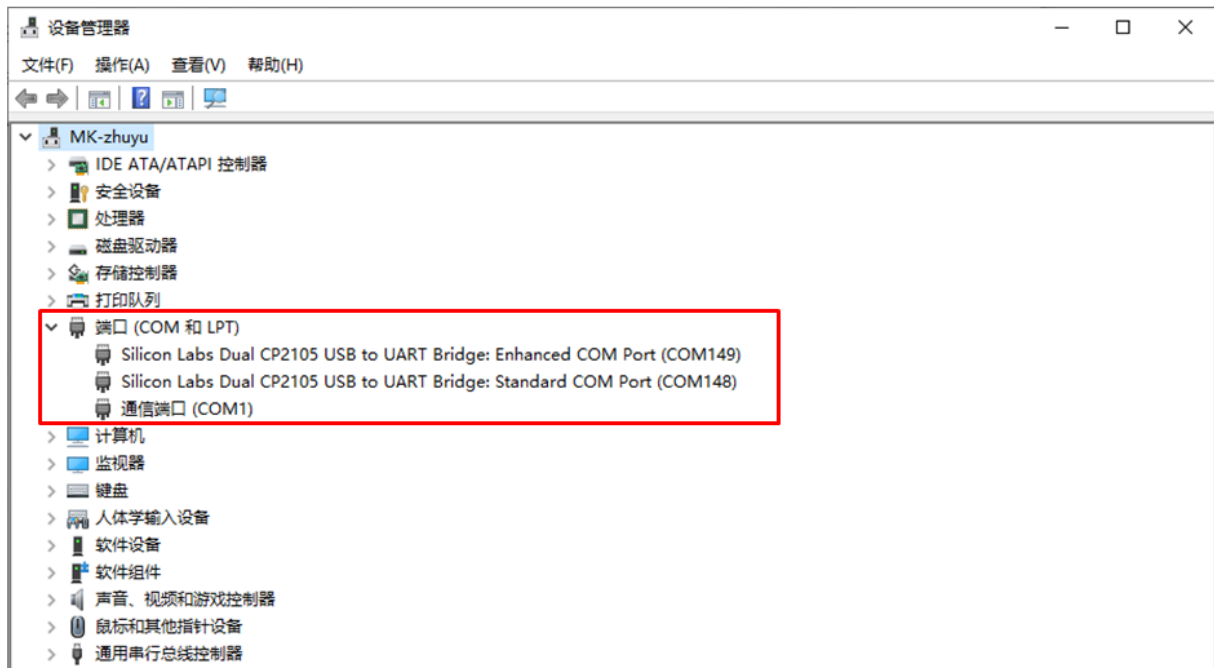 设备管理器
文件(F) 操作(A) 查看(V) 帮助(H)
MK-zhuyu
IDE ATA/ATAPI 控制器
安全设备
处理器
磁盘驱动器
存储控制器
打印队列
端口 (COM 和 LPT)
Silicon Labs Dual CP2105 USB to UART Bridge: Enhanced COM Port (COM149)
Silicon Labs Dual CP2105 USB to UART Bridge: Standard COM Port (COM148)
通信端口 (COM1)
计算机
监视器
键盘
人体学输入设备
软件设备
软件组件
声音、视频和游戏控制器
鼠标和其他指针设备
通用串行总线控制器